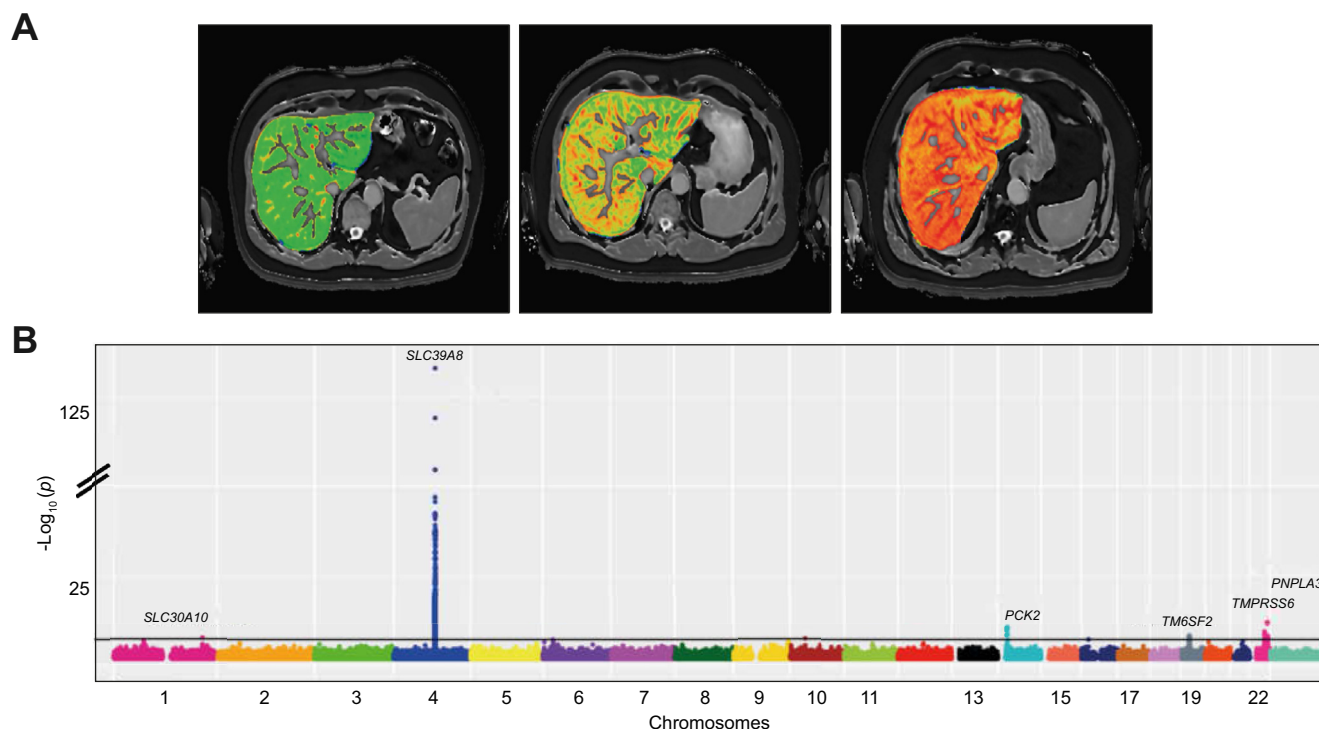 A
B
SLC39A8
125
-Log10(p)
25
SLC30A10
PCK2
TM6SF2
TMPRSS6
PNPLA3
1 2 3 4 5 6 7 8 9 10 11 13 15 17 19 22
Chromosomes